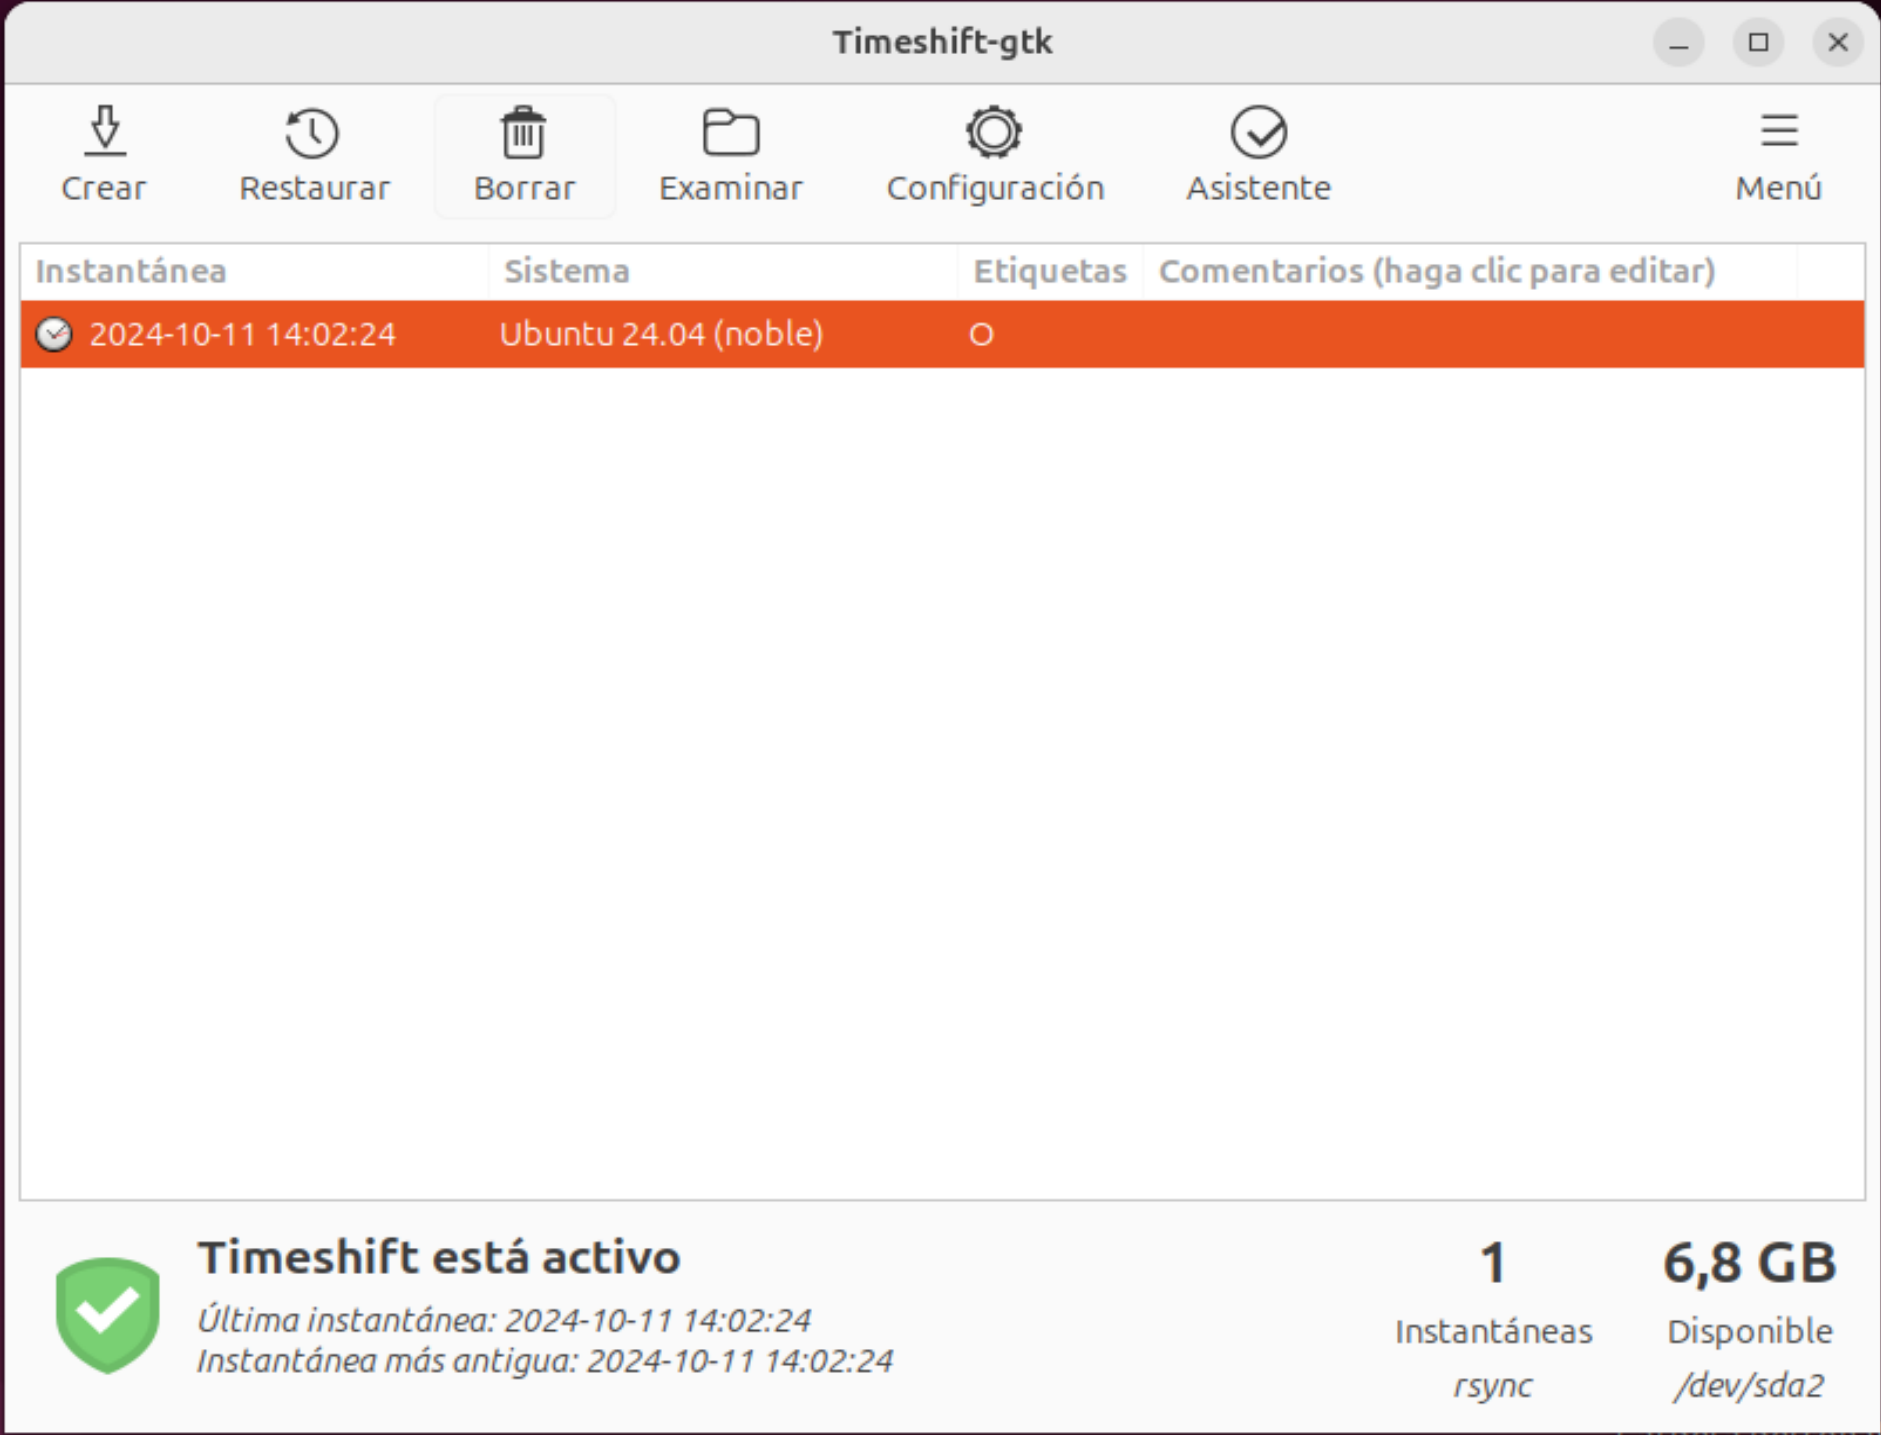 Timeshift-gtk
Crear Restaurar Borrar Examinar Configuración Asistente Menú
Instantánea Sistema Etiquetas Comentarios (haga clic para editar)
2024-10-11 14:02:24 Ubuntu 24.04 (noble) O
Timeshift está activo
Última instantánea: 2024-10-11 14:02:24
Instantánea más antigua: 2024-10-11 14:02:24
1 6,8 GB
Instantáneas Disponible
rsync /dev/sda2